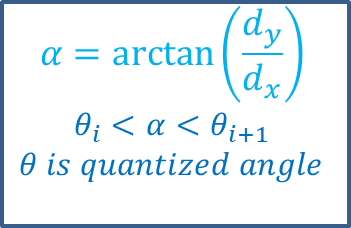 α = arctan(d_y/d_x)
θ_i < α < θ_{i+1}
θ is quantized angle